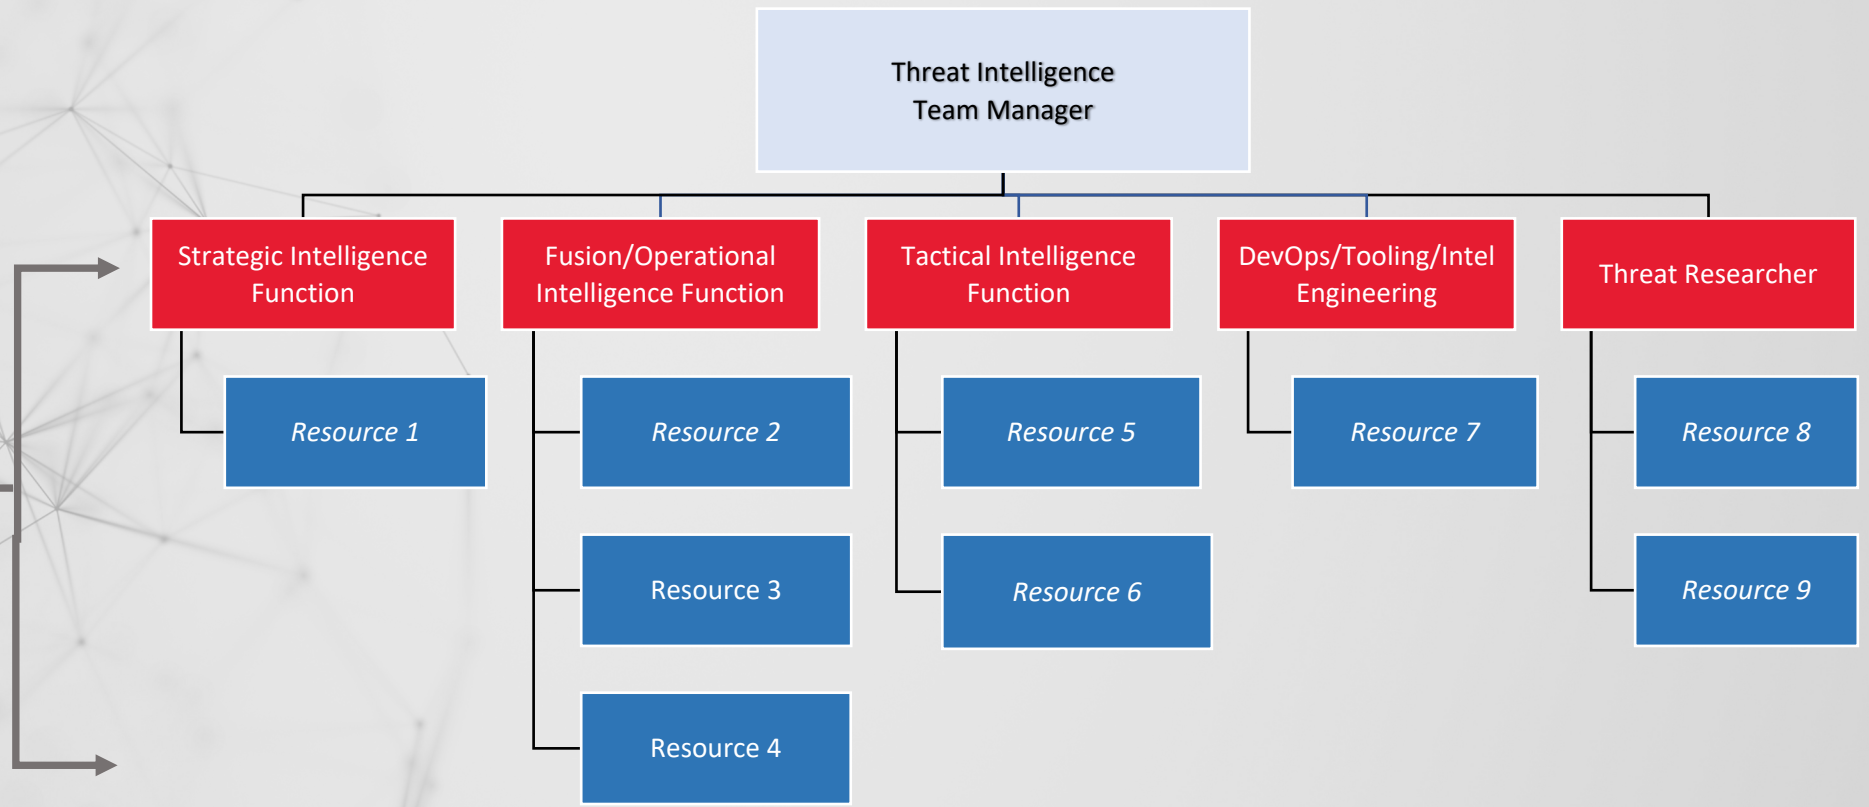 Threat Intelligence
Team Manager
Strategic Intelligence
Function
Fusion/Operational
Intelligence Function
Tactical Intelligence
Function
DevOps/Tooling/Intel
Engineering
Threat Researcher
Resource 1
Resource 2
Resource 5
Resource 7
Resource 8
Resource 3
Resource 6
Resource 9
Resource 4